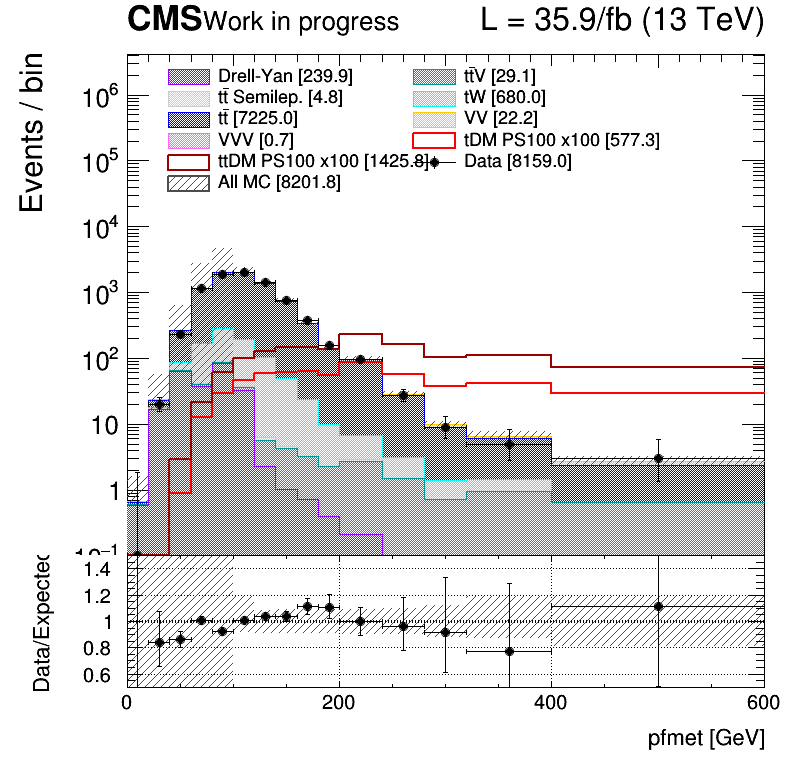 CMS Work in progress L = 35.9/fb (13 TeV)
Events / bin
Drell-Yan [239.9] tt̄V [29.1]
tt̄ Semilep. [4.8] tW [680.0]
tt̄ [7225.0] VV [22.2]
VVV [0.7] tDM PS100 x100 [577.3]
ttDM PS100 x100 [1425.8] Data [8159.0]
All MC [8201.8]
10⁶
10⁵
10⁴
10³
10²
10
1
10⁻¹
Data/Expected
1.4
1.2
1
0.8
0.6
0 200 400 600
pfmet [GeV]